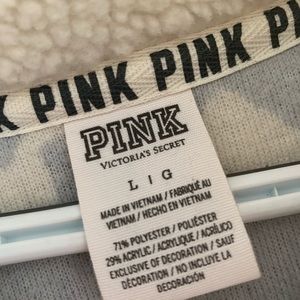 K PINK PINK PINK
PINK
VICTORIA'S SECRET
L | G
MADE IN VIETNAM / FABRIQUÉ AU
VIETNAM / HECHO EN VIETNAM
71% POLYESTER / POLIÉSTER
29% ACRYLIC / ACRYLIQUE / ACRÍLICO
EXCLUSIVE OF DECORATION / SAUF
DÉCORATION / NO INCLUYE LA
DECORACIÓN